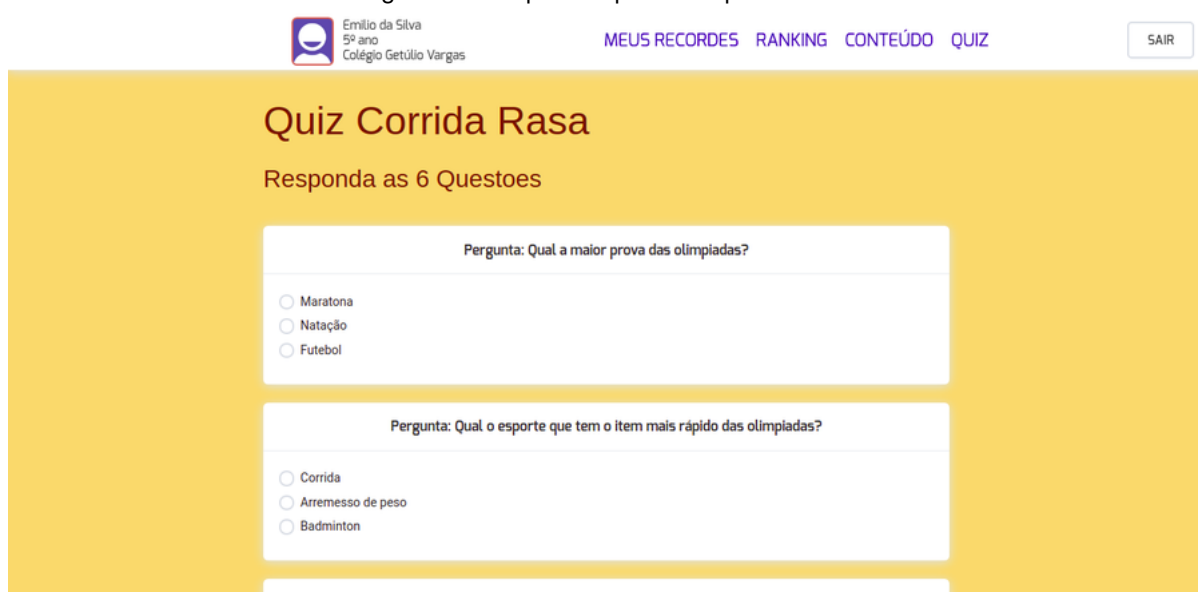 Emilio da Silva
5º ano
Colégio Getúlio Vargas
MEUS RECORDES RANKING CONTEÚDO QUIZ
SAIR
Quiz Corrida Rasa
Responda as 6 Questoes
Pergunta: Qual a maior prova das olimpiadas?
Maratona
Natação
Futebol
Pergunta: Qual o esporte que tem o item mais rápido das olimpiadas?
Corrida
Arremesso de peso
Badminton